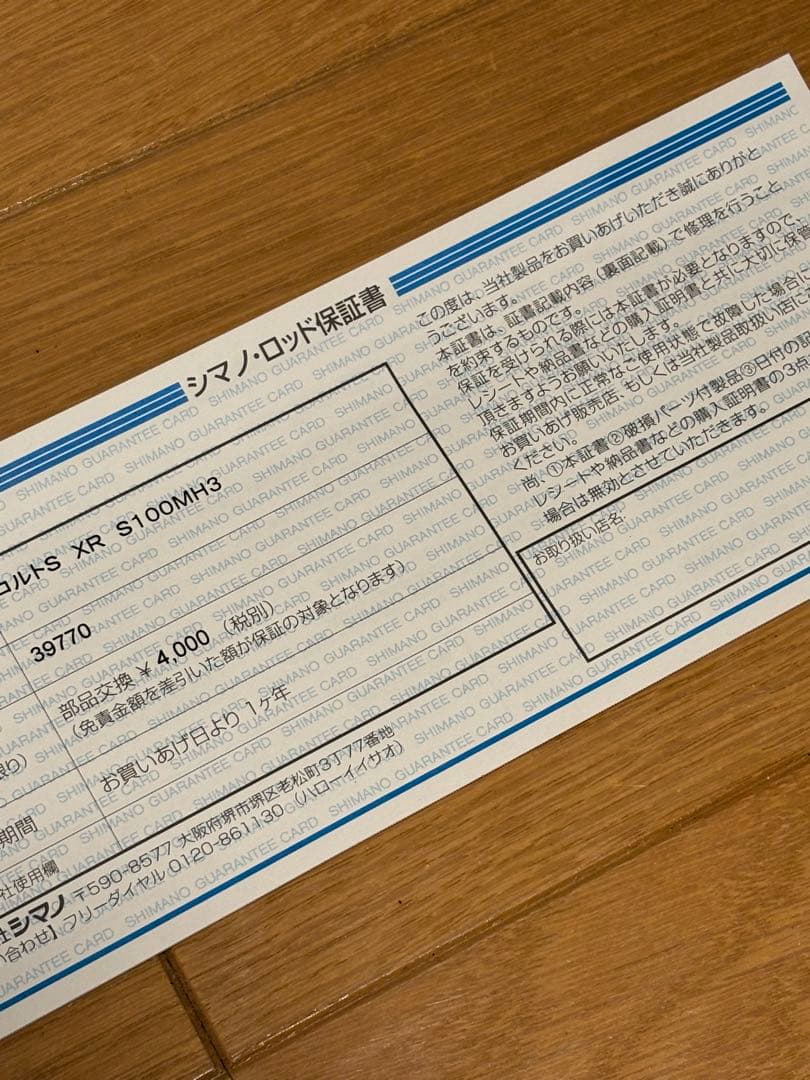 シマノ・ロッド保証書
コルトS XR S100MH3
39770
部品交換 ¥4,000 (税別)
(免責金額を差引いた額が保証の対象となります)
限り)
お買いあげ日より 1ヶ年
期間
社使用欄
社シマノ 〒590-8577 大阪府堺市堺区老松町3丁77番地
い合わせ】フリーダイヤル 0120-861130 (ハローイイサオ)
この度は、当社製品をお買いあげいただき誠にありがと
うございます。
本証書は、証書記載内容(裏面記載)で修理を行うこと
を約束するものです。
保証を受けられる際には本証書が必要となりますので、
レシートや納品書などの購入証明書と共に大切に保管
頂きますようお願いいたします。
保証期間内に正常なご使用状態で故障した場合に
お買いあげ販売店、もしくは当社製品取扱い店に
ください。
尚、①本証書②破損パーツ付製品③日付の記
レシートや納品書などの購入証明書の3点
場合は無効とさせていただきます。
お取り扱い店名:
SHIMANO GUARANTEE CARD